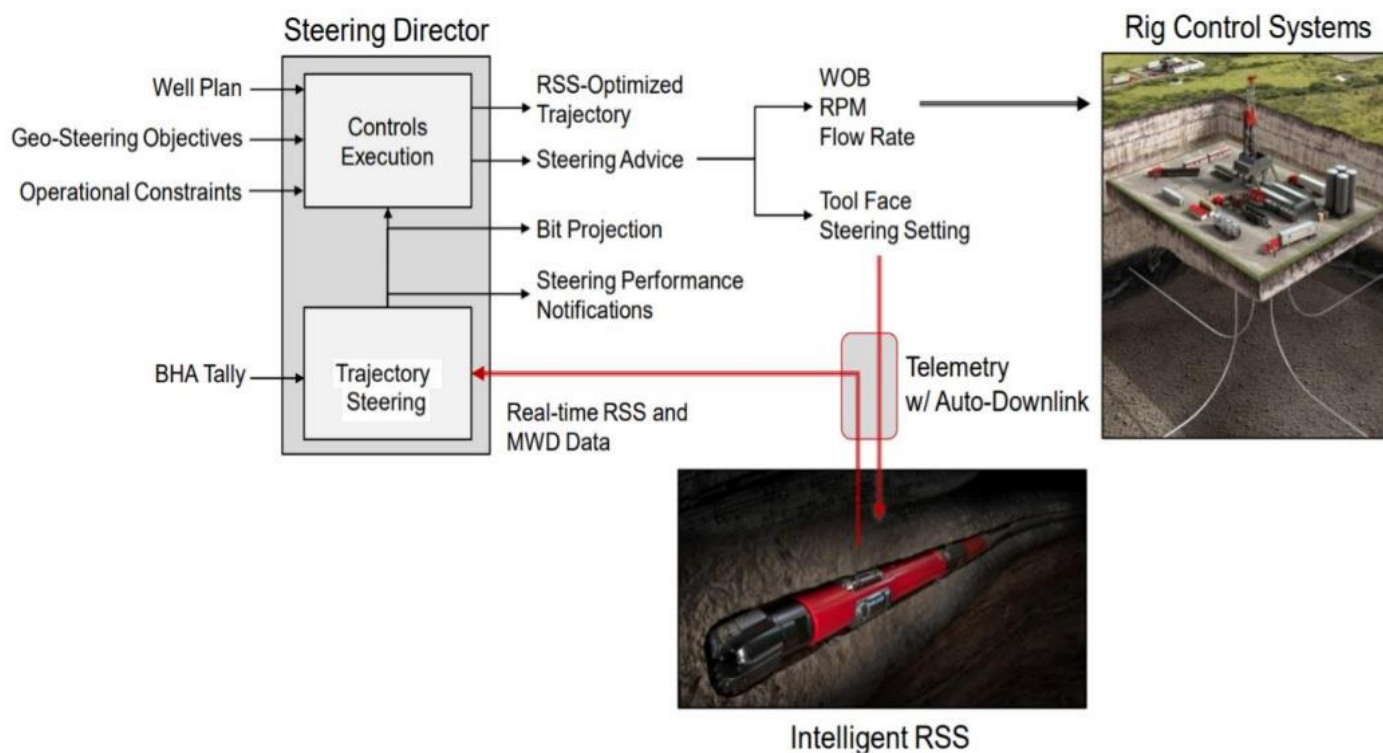 Steering Director
Rig Control Systems
Well Plan
Geo-Steering Objectives
Operational Constraints
Controls
Execution
RSS-Optimized
Trajectory
Steering Advice
WOB
RPM
Flow Rate
Tool Face
Steering Setting
Bit Projection
Steering Performance
Notifications
BHA Tally
Trajectory
Steering
Real-time RSS and
MWD Data
Telemetry
w/ Auto-Downlink
Intelligent RSS